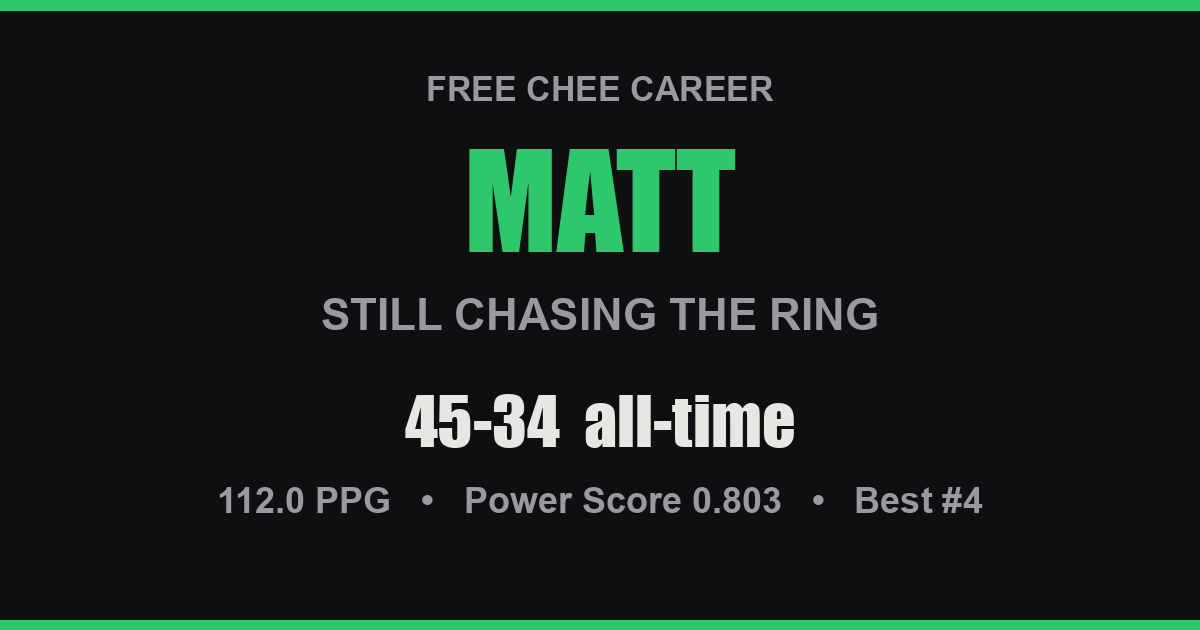 FREE CHEE CAREER
MATT
STILL CHASING THE RING
45-34 all-time
112.0 PPG • Power Score 0.803 • Best #4